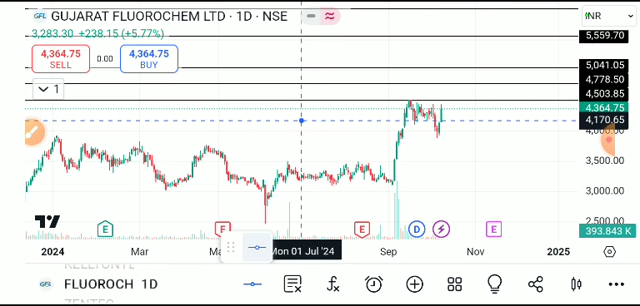 GFL GUJARAT FLUOROCHEM LTD · 1D · NSE
INR
3,283.30 +238.15 (+5.77%)
5,559.70
4,364.75 SELL
0.00
4,364.75 BUY
5,041.05
4,778.50
1
4,503.85
4,364.75
4,170.65
4,000.00
3,500.00
3,000.00
2,500.00
393.843 K
E
F
E
D
E
2024
Mar
Mon 01 Jul '24
Sep
Nov
2025
GFL FLUOROCH 1D